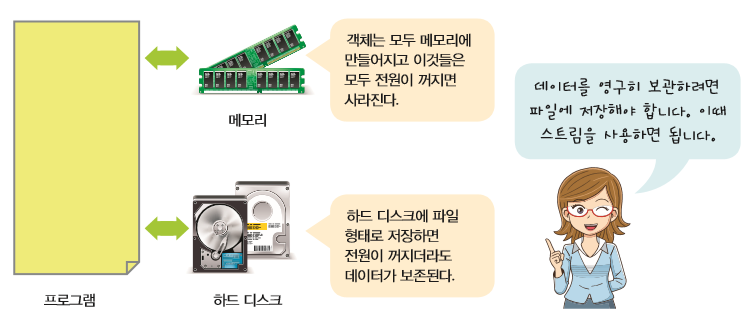 객체는 모두 메모리에
만들어지고 이것들은
모두 전원이 꺼지면
사라진다.
메모리
데이터를 영구히 보관하려면
파일에 저장해야 합니다. 이때
스트림을 사용하면 됩니다.
하드 디스크에 파일
형태로 저장하면
전원이 꺼지더라도
데이터가 보존된다.
프로그램
하드 디스크